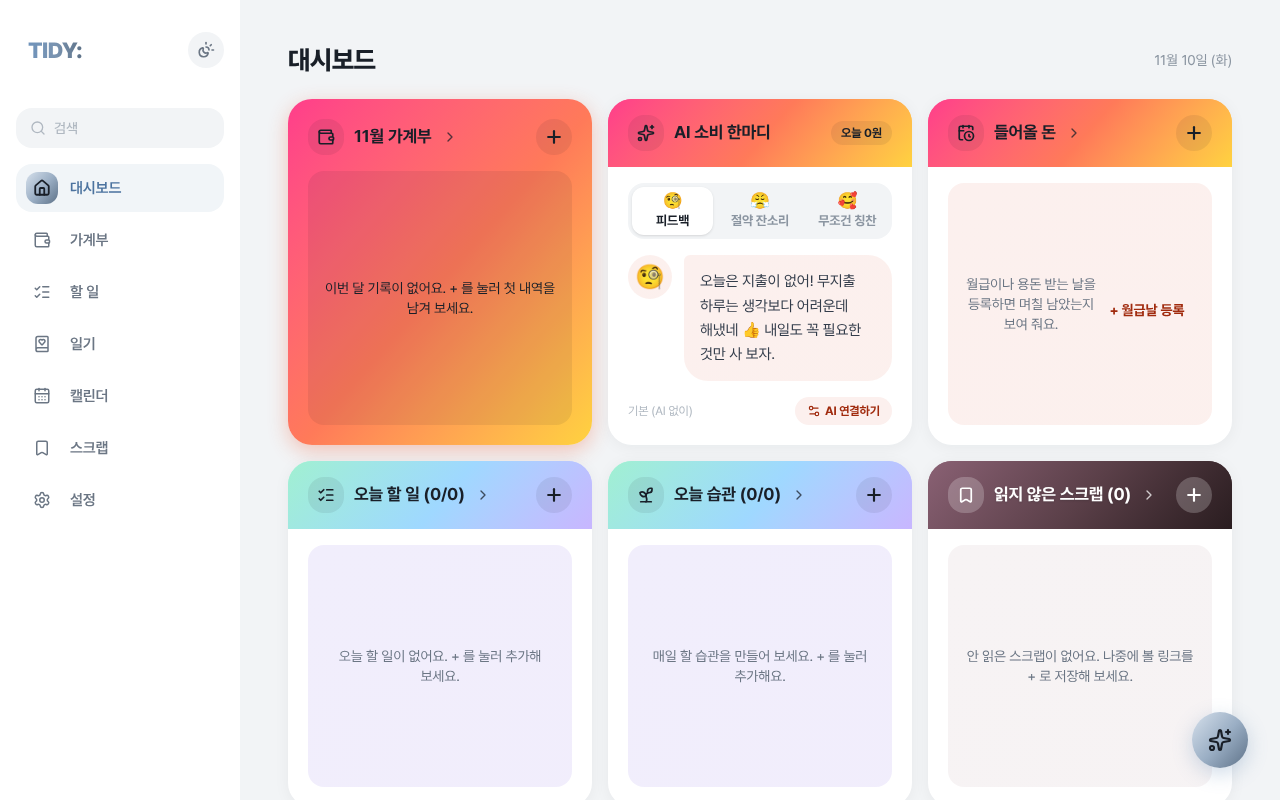 TIDY:
검색
대시보드
가계부
할 일
일기
캘린더
스크랩
설정
대시보드
11월 10일 (화)
11월 가계부
이번 달 기록이 없어요. + 를 눌러 첫 내역을
남겨 보세요.
AI 소비 한마디
오늘 0원
피드백
절약 잔소리
무조건 칭찬
오늘은 지출이 없어! 무지출
하루는 생각보다 어려운데
해냈네 👍 내일도 꼭 필요한
것만 사 보자.
기본 (AI 없이)
AI 연결하기
들어올 돈
월급이나 용돈 받는 날을
등록하면 며칠 남았는지
보여 줘요.
+ 월급날 등록
오늘 할 일 (0/0)
오늘 할 일이 없어요. + 를 눌러 추가해
보세요.
오늘 습관 (0/0)
매일 할 습관을 만들어 보세요. + 를 눌러
추가해요.
읽지 않은 스크랩 (0)
안 읽은 스크랩이 없어요. 나중에 볼 링크를
+ 로 저장해 보세요.